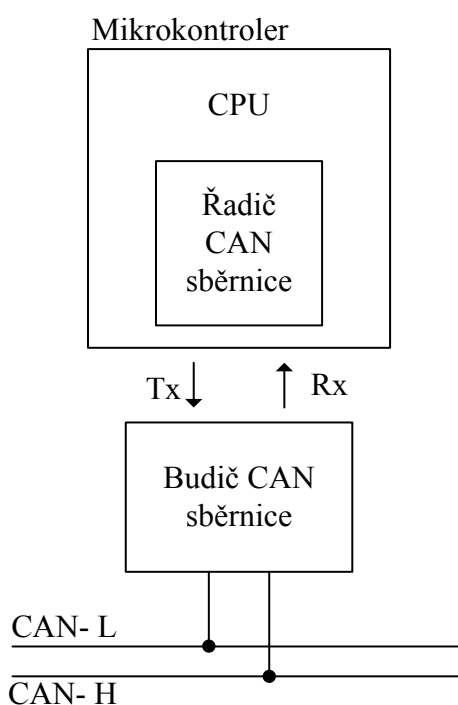 Mikrokontroler
CPU
Řadič
CAN
sběrnice
Tx
Rx
Budič CAN
sběrnice
CAN- L
CAN- H